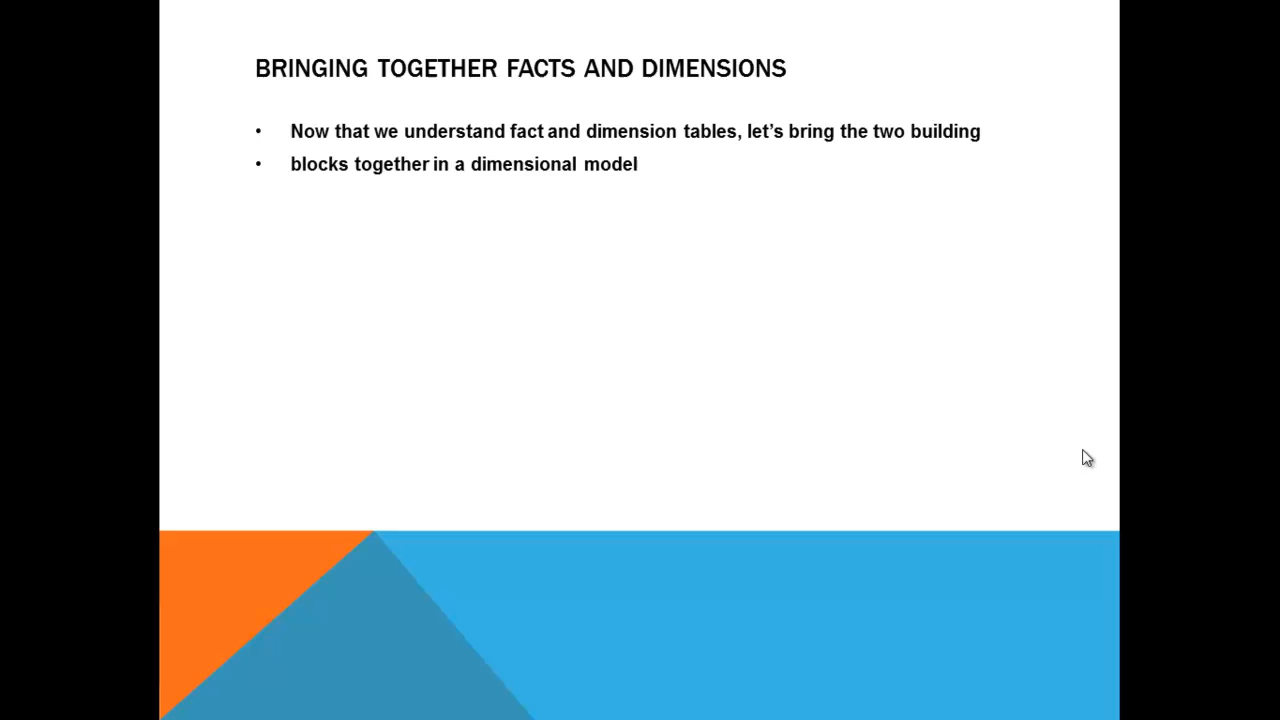 BRINGING TOGETHER FACTS AND DIMENSIONS
• Now that we understand fact and dimension tables, let’s bring the two building
• blocks together in a dimensional model